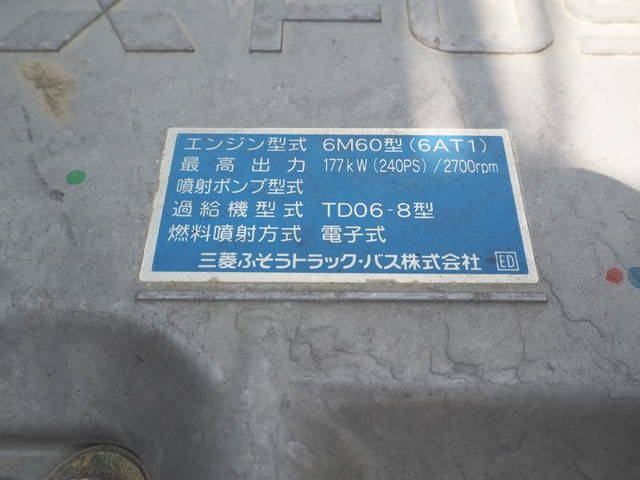 エンジン型式 6M60型(6AT1)
最高出力 177kW(240PS)/2700rpm
噴射ポンプ型式
過給機型式 TD06-8型
燃料噴射方式 電子式
三菱ふそうトラック・バス株式会社 ED